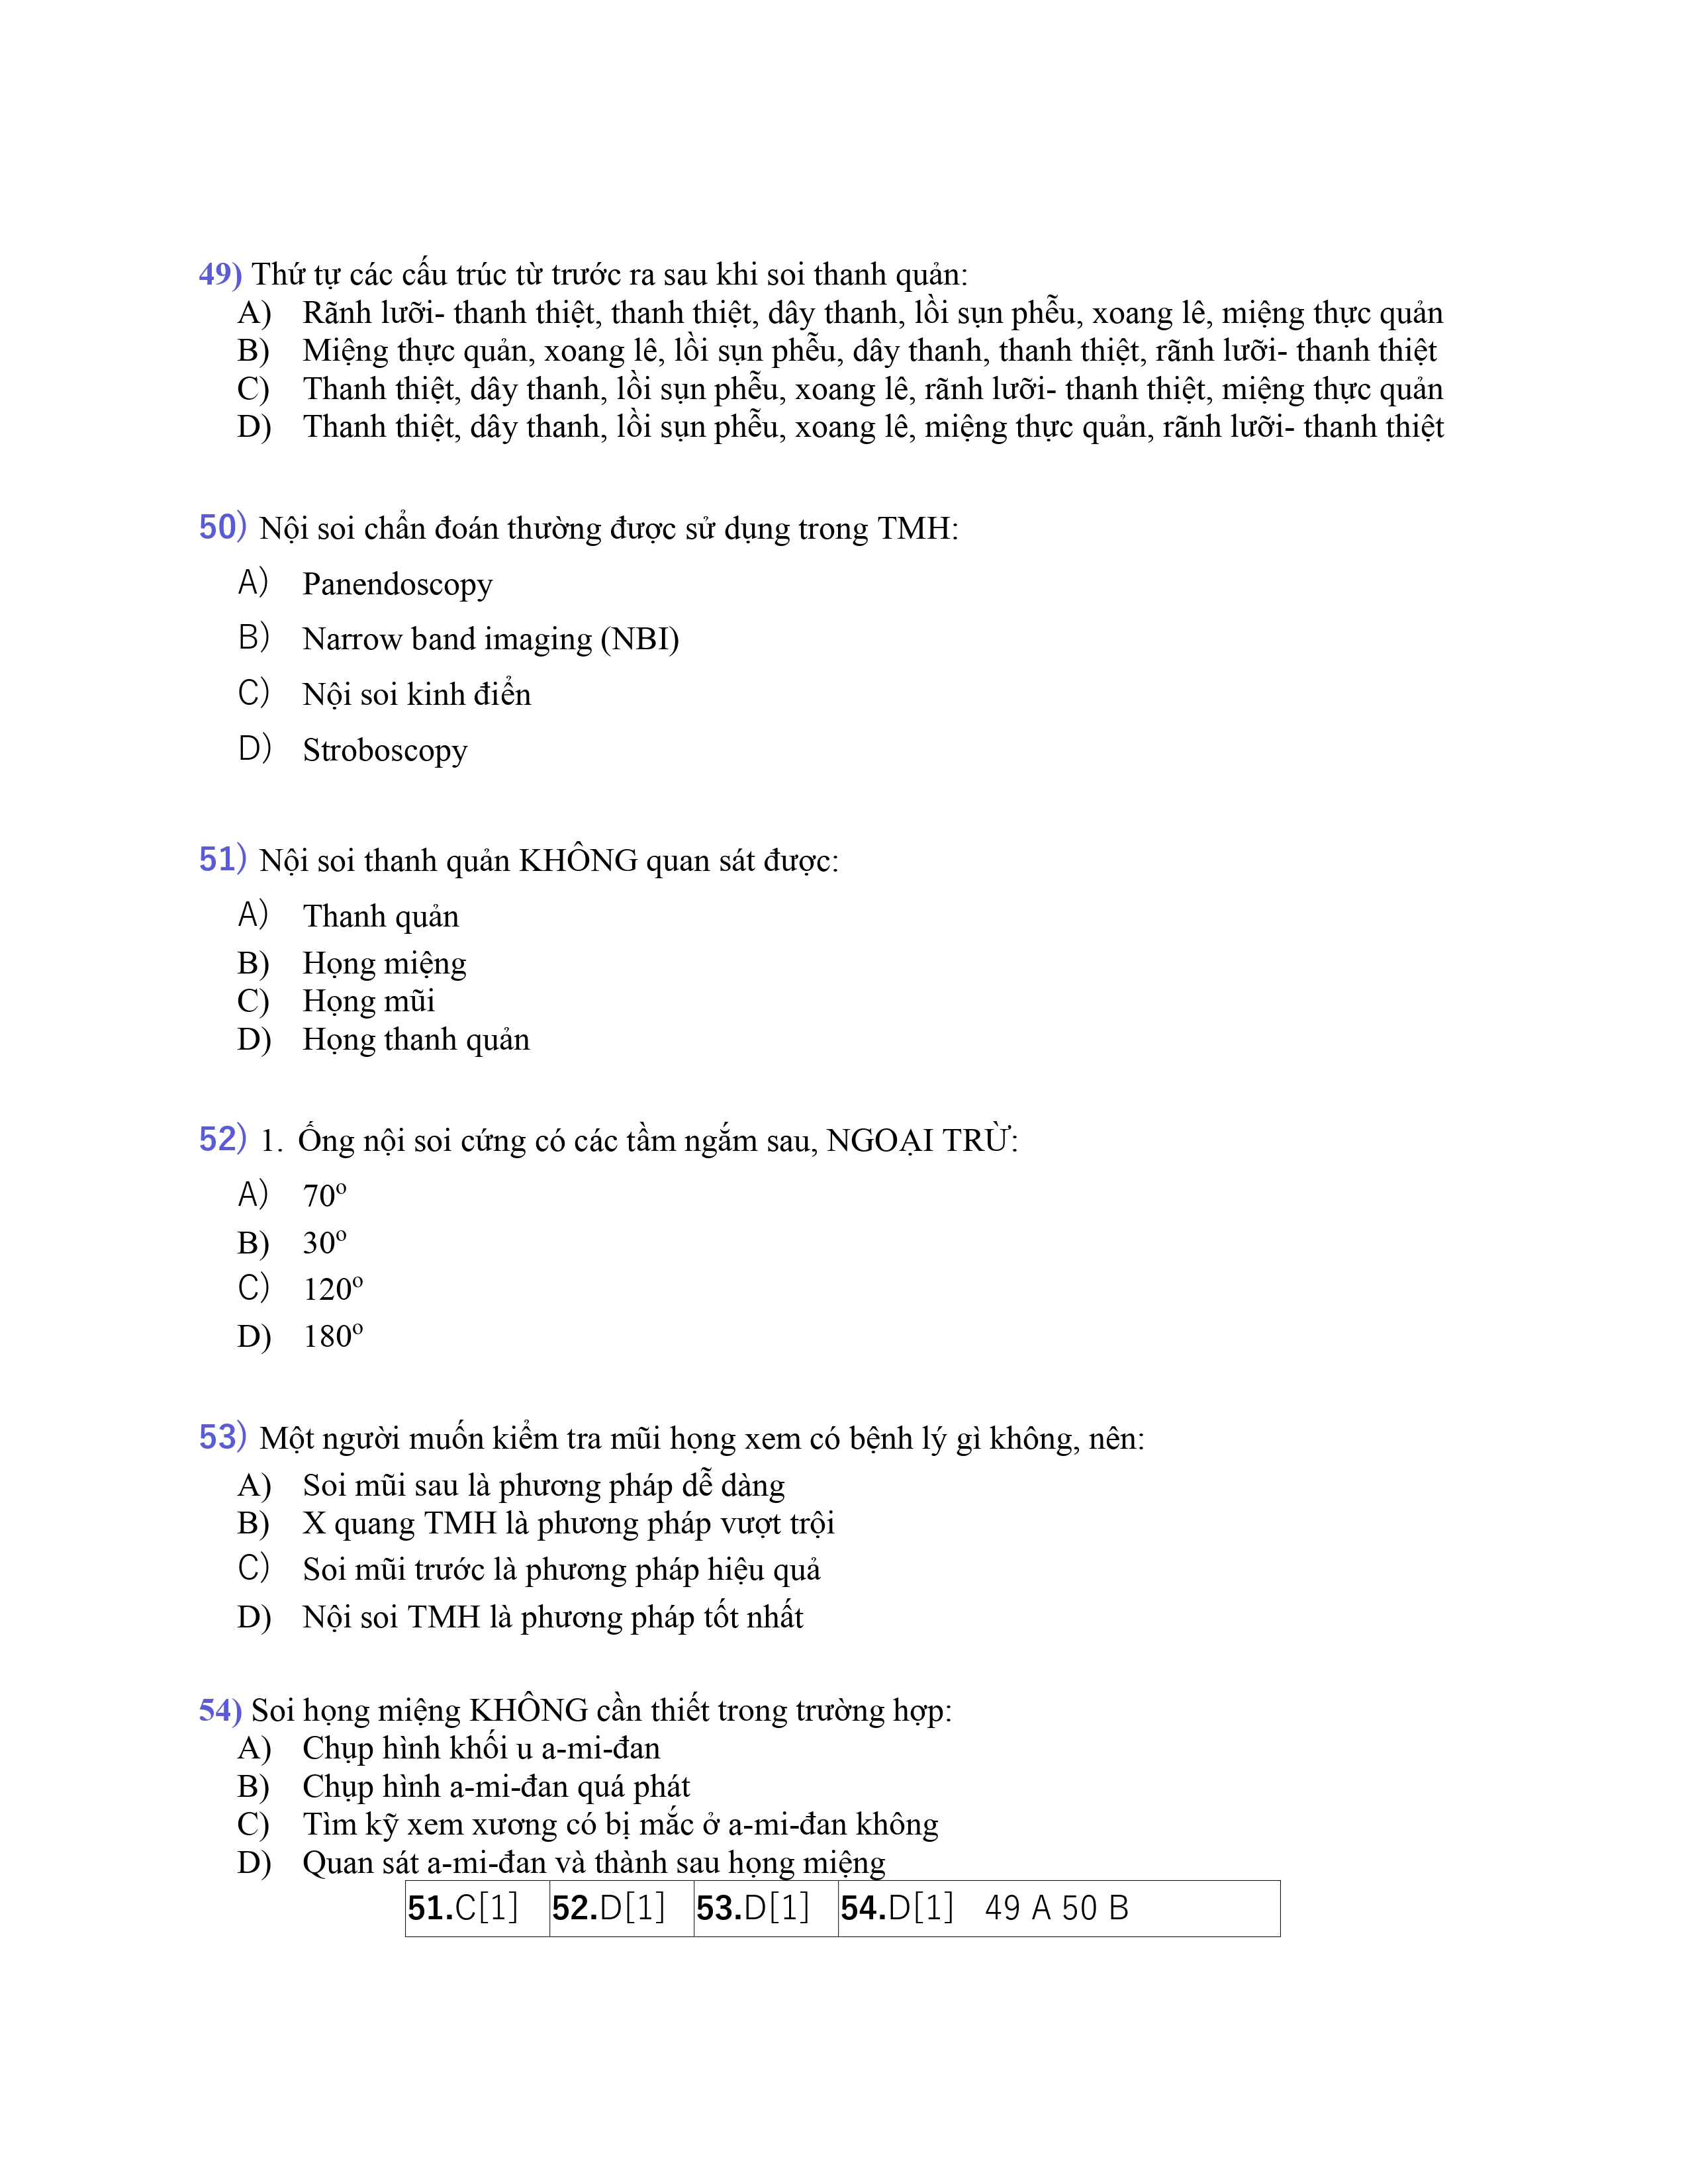 49) Thứ tự các cấu trúc từ trước ra sau khi soi thanh quản:
A) Rãnh lưỡi- thanh thiệt, thanh thiệt, dây thanh, lồi sụn phễu, xoang lê, miệng thực quản
B) Miệng thực quản, xoang lê, lồi sụn phễu, dây thanh, thanh thiệt, rãnh lưỡi- thanh thiệt
C) Thanh thiệt, dây thanh, lồi sụn phễu, xoang lê, rãnh lưỡi- thanh thiệt, miệng thực quản
D) Thanh thiệt, dây thanh, lồi sụn phễu, xoang lê, miệng thực quản, rãnh lưỡi- thanh thiệt
50) Nội soi chẩn đoán thường được sử dụng trong TMH:
A) Panendoscopy
B) Narrow band imaging (NBI)
C) Nội soi kinh điển
D) Stroboscopy
51) Nội soi thanh quản KHÔNG quan sát được:
A) Thanh quản
B) Họng miệng
C) Họng mũi
D) Họng thanh quản
52) 1. Ống nội soi cứng có các tầm ngắm sau, NGOẠI TRỪ:
A) 70º
B) 30º
C) 120º
D) 180º
53) Một người muốn kiểm tra mũi họng xem có bệnh lý gì không, nên:
A) Soi mũi sau là phương pháp dễ dàng
B) X quang TMH là phương pháp vượt trội
C) Soi mũi trước là phương pháp hiệu quả
D) Nội soi TMH là phương pháp tốt nhất
54) Soi họng miệng KHÔNG cần thiết trong trường hợp:
A) Chụp hình khối u a-mi-đan
B) Chụp hình a-mi-đan quá phát
C) Tìm kỹ xem xương có bị mắc ở a-mi-đan không
D) Quan sát a-mi-đan và thành sau họng miệng
51.C[1] 52.D[1] 53.D[1] 54.D[1] 49 A 50 B